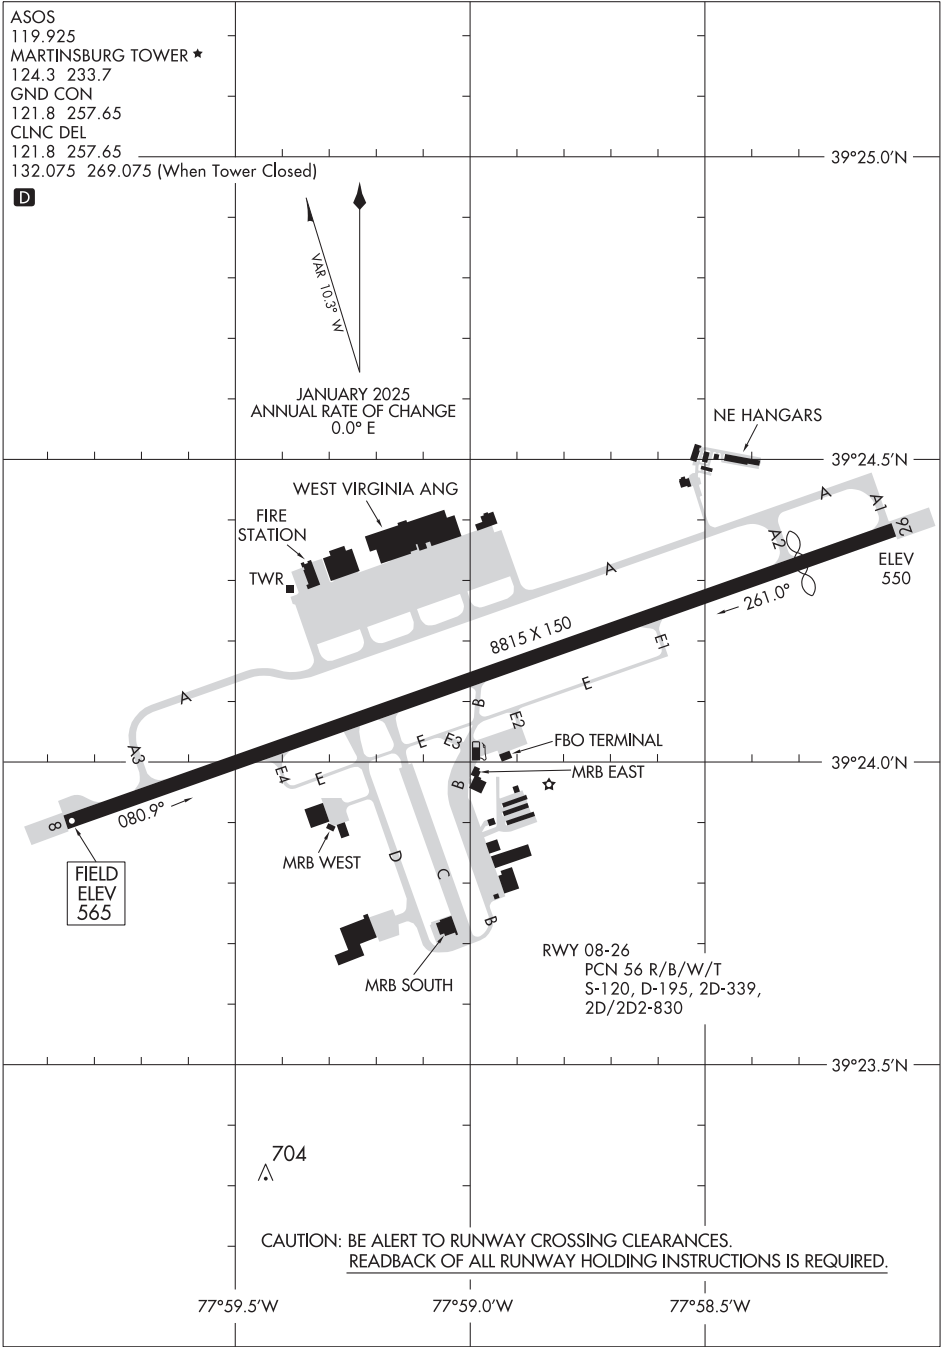 ASOS
119.925
MARTINSBURG TOWER ★
124.3 233.7
GND CON
121.8 257.65
CLNC DEL
121.8 257.65
132.075 269.075 (When Tower Closed)
D
39°25.0'N
VAR 10.3° W
JANUARY 2025
ANNUAL RATE OF CHANGE
0.0° E
NE HANGARS
39°24.5'N
WEST VIRGINIA ANG
FIRE
STATION
TWR
A
A1
26
A2
ELEV
550
A
261.0°
8815 X 150
E1
A
E
B
E2
A3
E
E3
FBO TERMINAL
39°24.0'N
E4
E
B
MRB EAST
080.9°
8
MRB WEST
D
C
FIELD
ELEV
565
B
MRB SOUTH
RWY 08-26
PCN 56 R/B/W/T
S-120, D-195, 2D-339,
2D/2D2-830
39°23.5'N
704
CAUTION: BE ALERT TO RUNWAY CROSSING CLEARANCES.
READBACK OF ALL RUNWAY HOLDING INSTRUCTIONS IS REQUIRED.
77°59.5'W
77°59.0'W
77°58.5'W